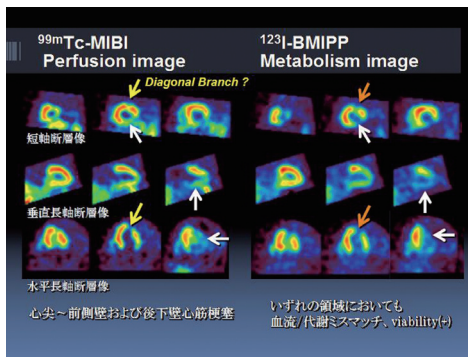 99mTc-MIBI
Perfusion image
123I-BMIPP
Metabolism image
Diagonal Branch ?
短軸断層像
垂直長軸断層像
水平長軸断層像
心尖～前側壁および後下壁心筋梗塞
いずれの領域においても
血流/代謝ミスマッチ、viability(+)